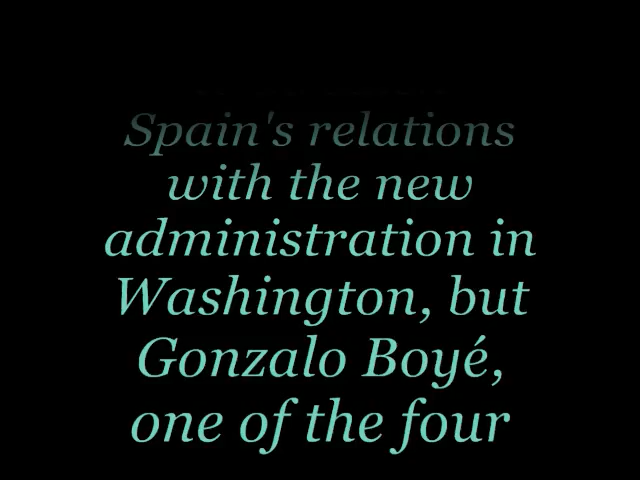 Spain's relations
with the new
administration in
Washington, but
Gonzalo Boyé,
one of the four